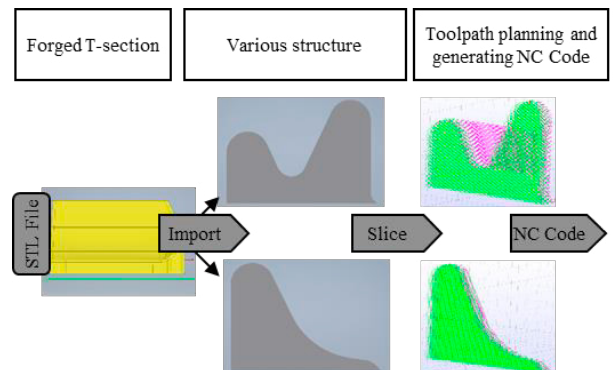 Forged T-section
Various structure
Toolpath planning and
generating NC Code
STL File
Import
Slice
NC Code